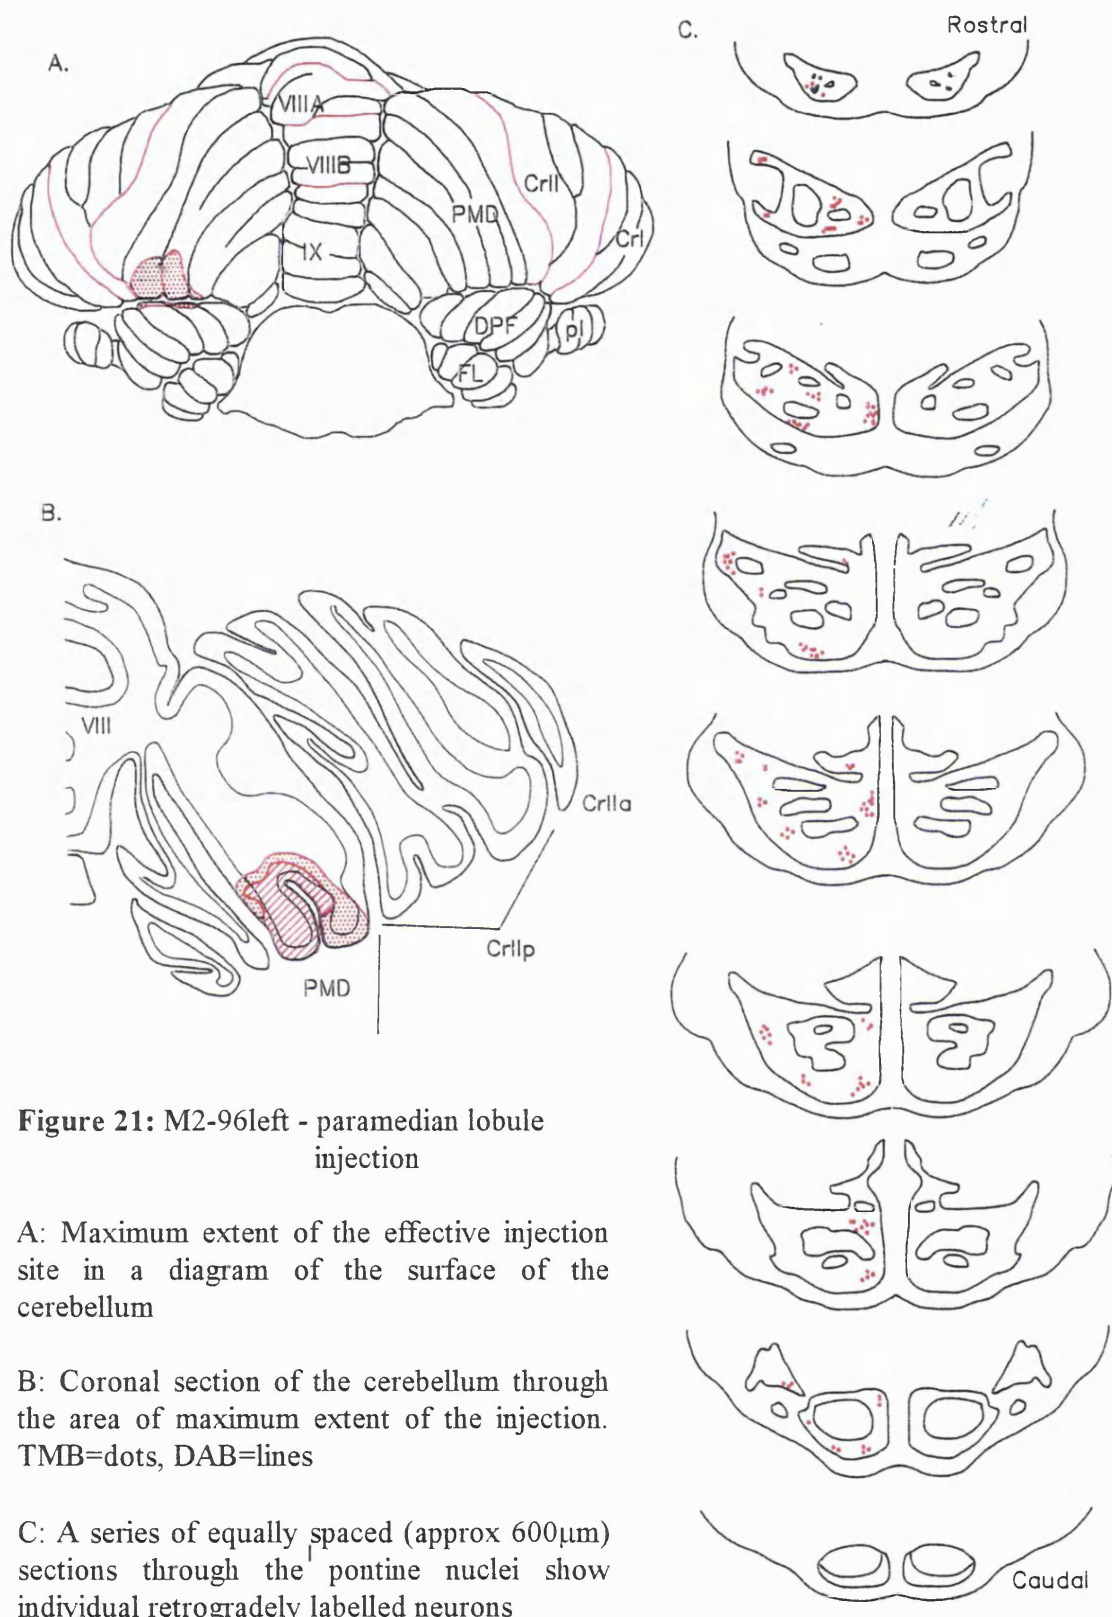 A.
VIIIA
VIIIB
IX
PMD
CrII
CrI
DPF
pl
FL
B.
VIII
CrIIa
CrIIp
PMD
C.
Rostral
Caudal
Figure 21: M2-96left - paramedian lobule
injection
A: Maximum extent of the effective injection
site in a diagram of the surface of the
cerebellum
B: Coronal section of the cerebellum through
the area of maximum extent of the injection.
TMB=dots, DAB=lines
C: A series of equally spaced (approx 600μm)
sections through the pontine nuclei show
individual retrogradely labelled neurons